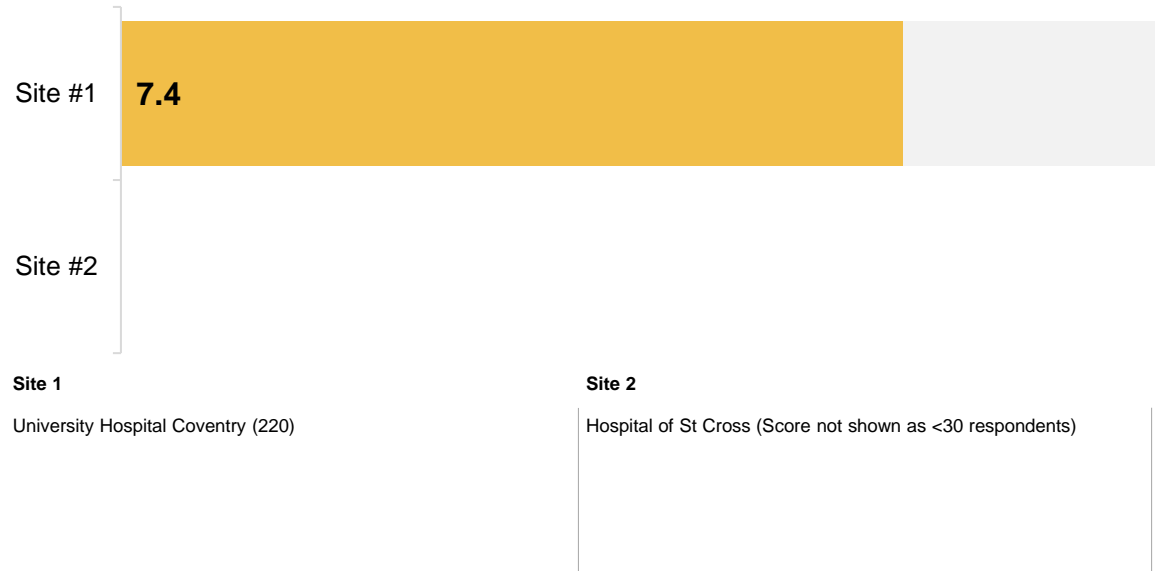 Site #1
7.4
Site #2
Site 1
Site 2
University Hospital Coventry (220)
Hospital of St Cross (Score not shown as <30 respondents)